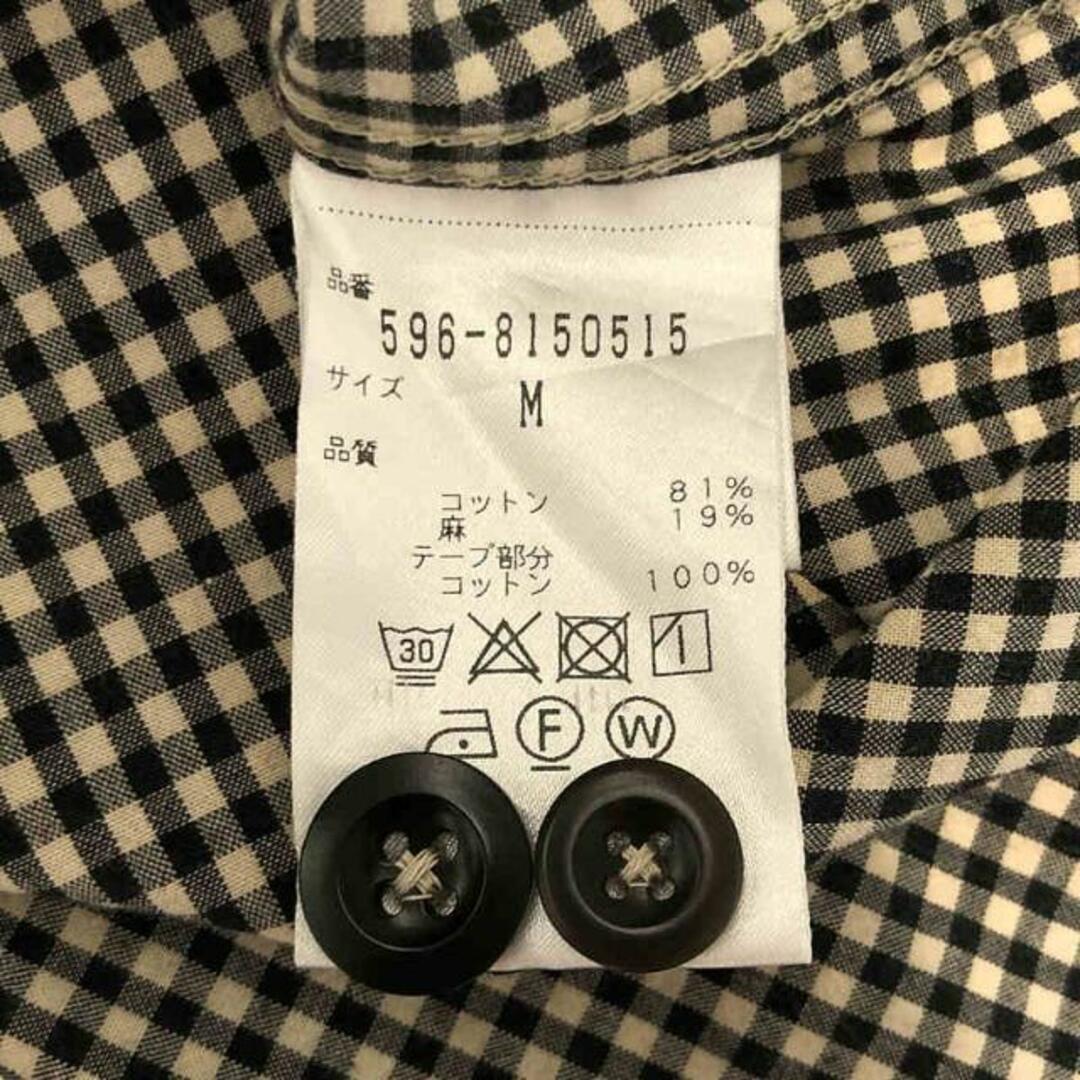 品番
596-8150515
サイズ
M
品質
コットン 81%
麻 19%
テープ部分
コットン 100%
30
F W